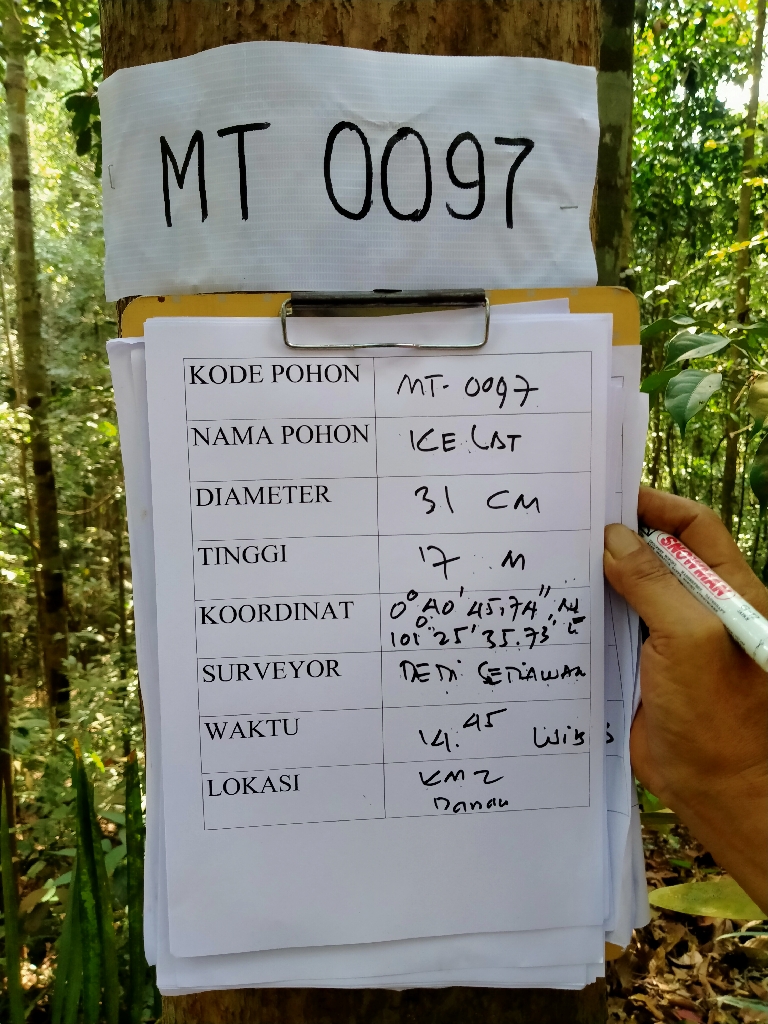 MT 0097
KODE POHON MT-0097
NAMA POHON KELAT
DIAMETER 31 CM
TINGGI 17 M
KOORDINAT 0° 40' 45,74" N
101° 25' 35.73" E
SURVEYOR DEDI SETIAWAN
WAKTU 14.45 WIB
LOKASI KM 2
Danau
SNOWMAN